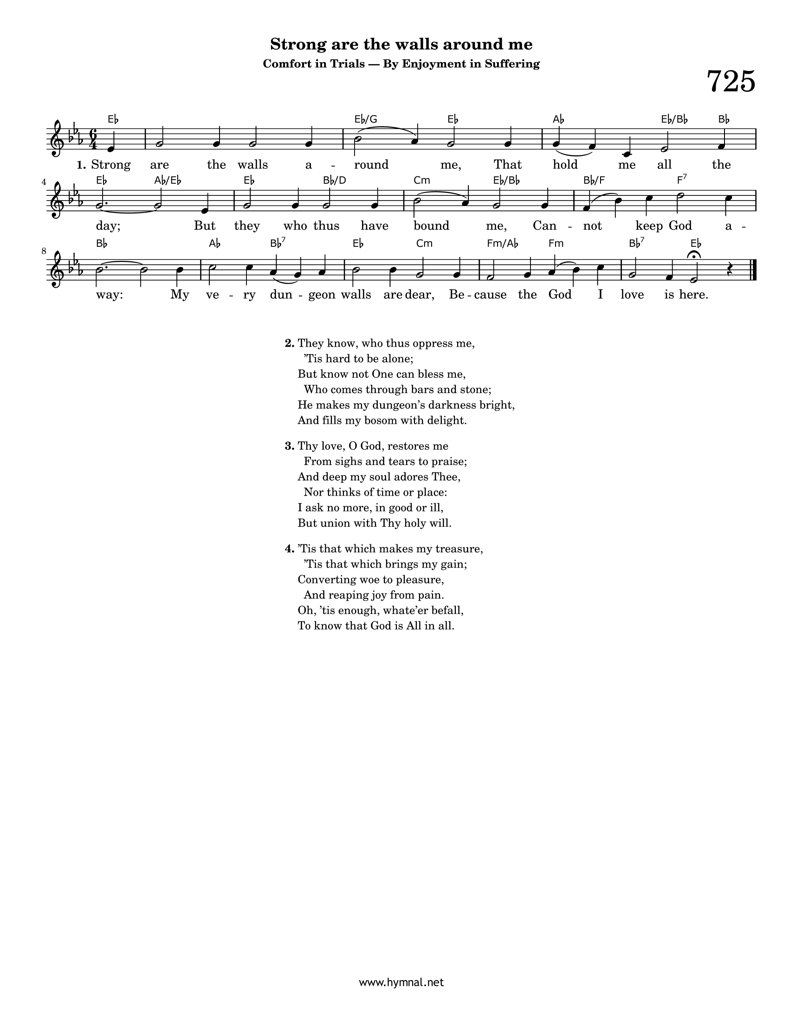 Strong are the walls around me
Comfort in Trials — By Enjoyment in Suffering
725
E♭ E♭/G E♭ A♭ E♭/B♭ B♭
6
4
1. Strong are the walls a - round me, That hold me all the
4
E♭ A♭/E♭ E♭ B♭/D Cm E♭/B♭ B♭/F F7
day; But they who thus have bound me, Can - not keep God a -
8
B♭ A♭ B♭7 E♭ Cm Fm/A♭ Fm B♭7 E♭
way: My ve - ry dun - geon walls are dear, Be - cause the God I love is here.
2. They know, who thus oppress me,
’Tis hard to be alone;
But know not One can bless me,
Who comes through bars and stone;
He makes my dungeon’s darkness bright,
And fills my bosom with delight.
3. Thy love, O God, restores me
From sighs and tears to praise;
And deep my soul adores Thee,
Nor thinks of time or place:
I ask no more, in good or ill,
But union with Thy holy will.
4. ’Tis that which makes my treasure,
’Tis that which brings my gain;
Converting woe to pleasure,
And reaping joy from pain.
Oh, ’tis enough, whate’er befall,
To know that God is All in all.
www.hymnal.net